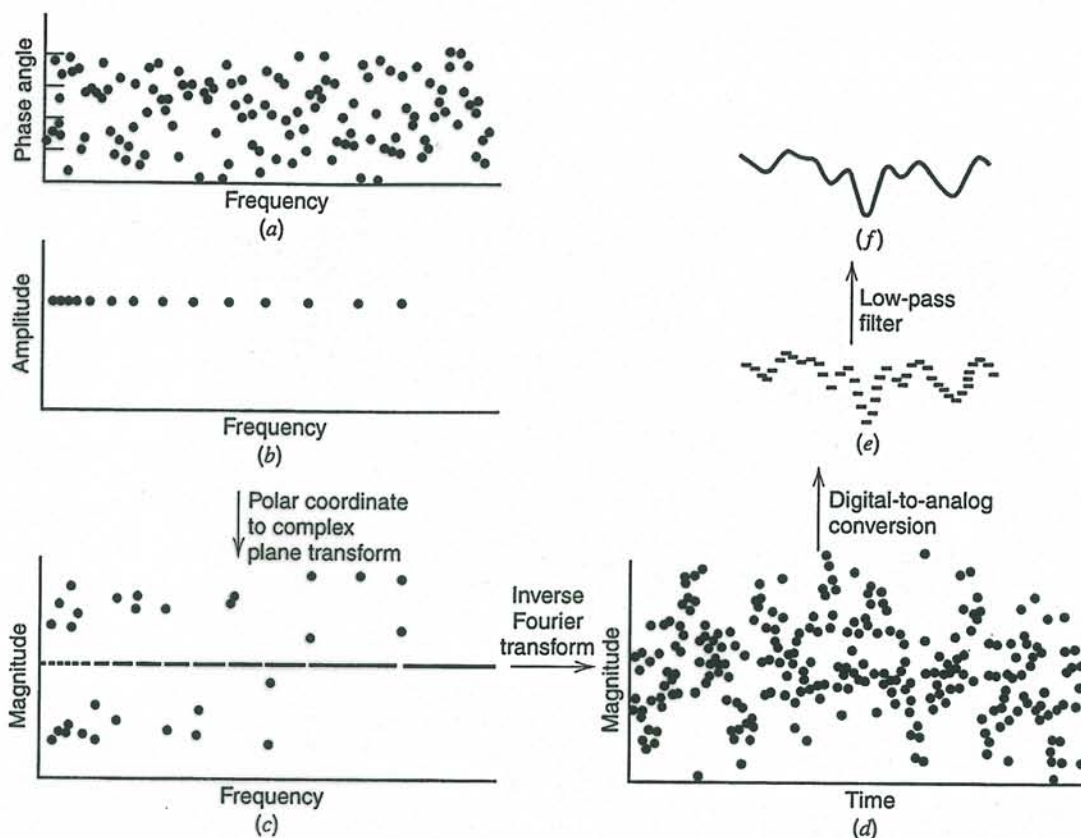 Phase angle
Frequency
(a)
Amplitude
Frequency
(b)
Polar coordinate
to complex
plane transform
Magnitude
Frequency
(c)
Inverse
Fourier
transform
Magnitude
Time
(d)
Digital-to-analog
conversion
(e)
Low-pass
filter
(f)